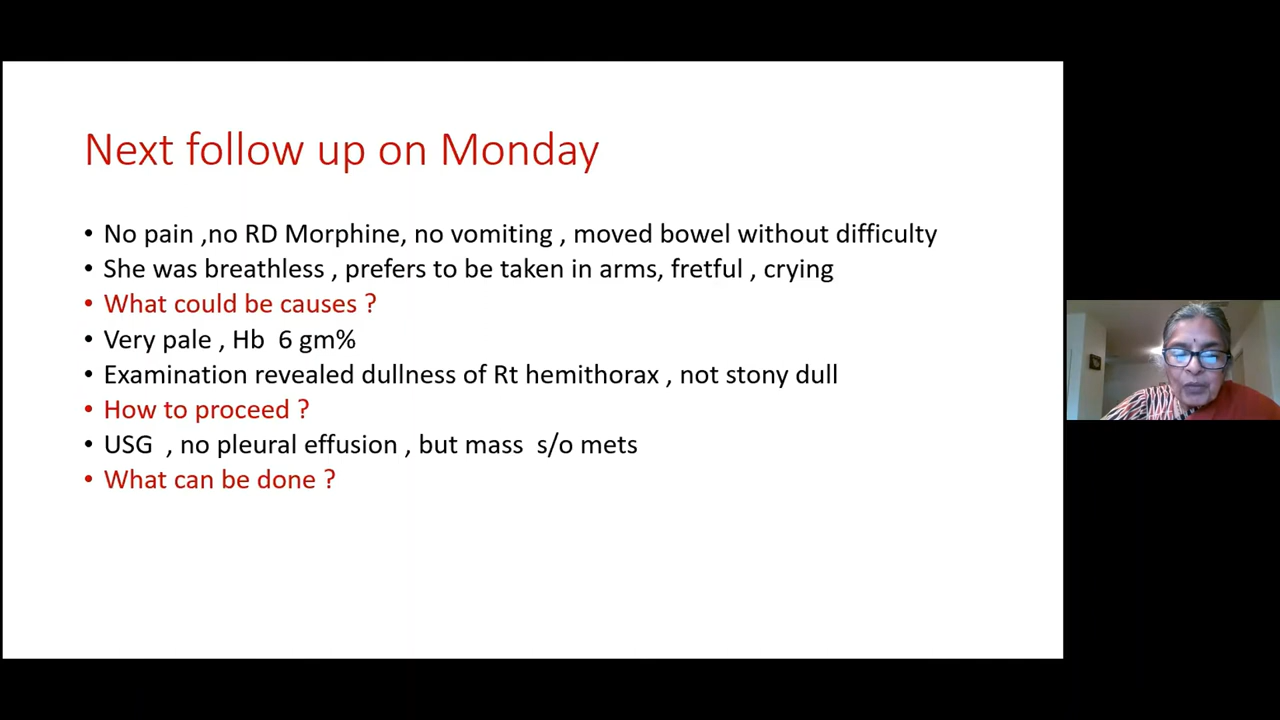 Next follow up on Monday
• No pain ,no RD Morphine, no vomiting , moved bowel without difficulty
• She was breathless , prefers to be taken in arms, fretful , crying
• What could be causes ?
• Very pale , Hb 6 gm%
• Examination revealed dullness of Rt hemithorax , not stony dull
• How to proceed ?
• USG , no pleural effusion , but mass s/o mets
• What can be done ?